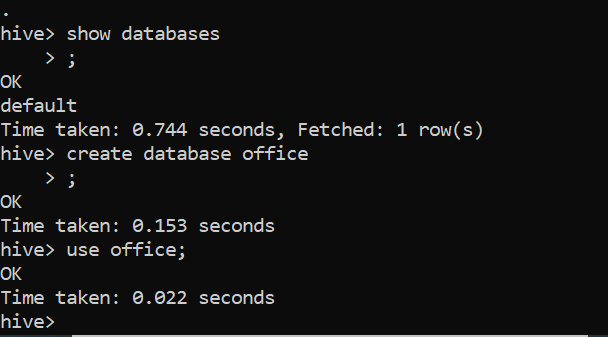 .
hive> show databases
    > ;
OK
default
Time taken: 0.744 seconds, Fetched: 1 row(s)
hive> create database office
    > ;
OK
Time taken: 0.153 seconds
hive> use office;
OK
Time taken: 0.022 seconds
hive>